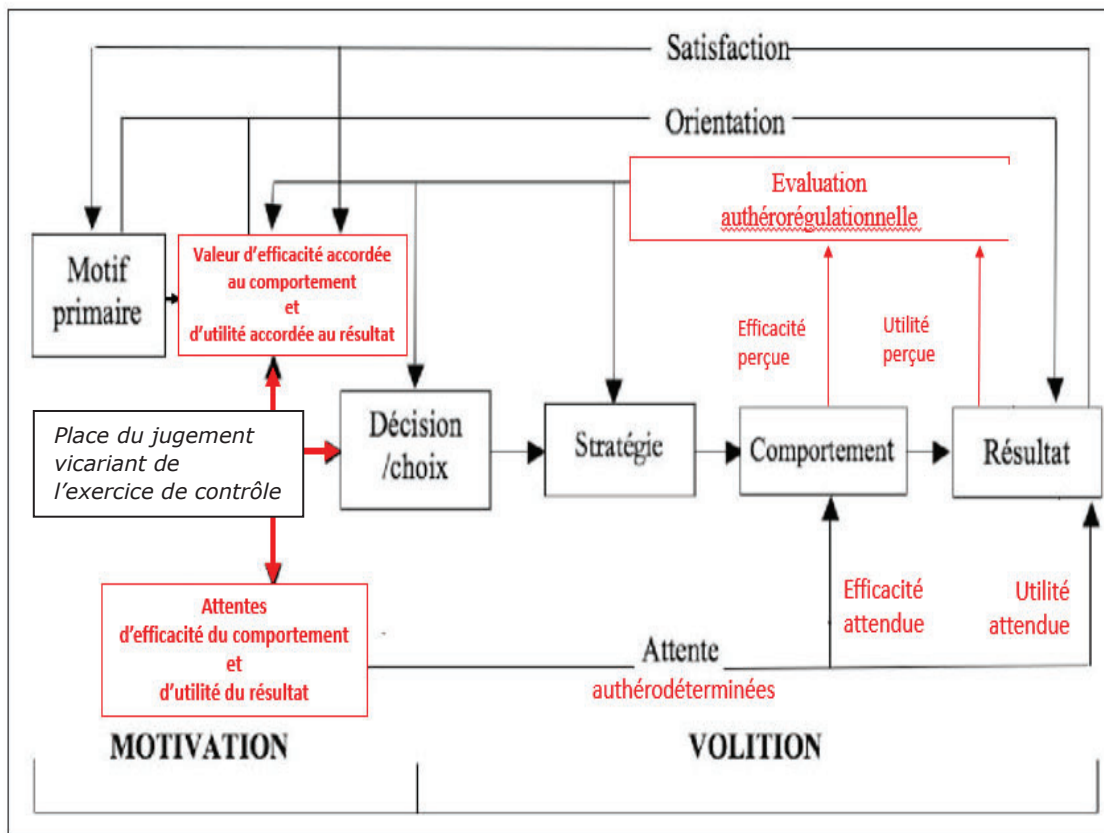 Satisfaction
Orientation
Evaluation
authérorégulationnelle
Motif
primaire
Valeur d'efficacité accordée
au comportement
et
d'utilité accordée au résultat
Efficacité
perçue
Utilité
perçue
Place du jugement
vicariant de
l'exercice de contrôle
Décision
/choix
Stratégie
Comportement
Résultat
Attentes
d'efficacité du comportement
et
d'utilité du résultat
Efficacité
attendue
Utilité
attendue
Attente
authérodéterminées
MOTIVATION
VOLITION